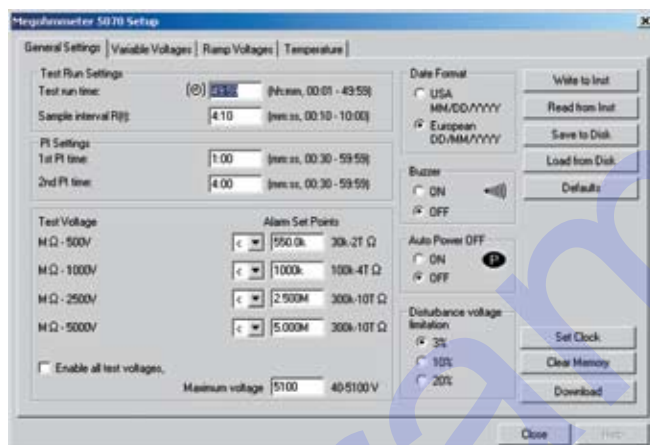 Megohmmeter 5070 Setup
General Settings Variable Voltages Ramp Voltages Temperature
Test Run Settings
Test run time: (hh:mm, 00:01 - 49:59)
Sample interval R(t): 4:10 (mm:ss, 00:10 - 10:00)
PI Settings
1st PI time: 1:00 (mm:ss, 00:30 - 59:59)
2nd PI time: 4:00 (mm:ss, 00:30 - 59:59)
Test Voltage Alarm Set Points
MΩ - 500V < 550.0k 30k-2T Ω
MΩ - 1000V < 1000k 100k-4T Ω
MΩ - 2500V < 2.500M 300k-10T Ω
MΩ - 5000V < 5.000M 300k-10T Ω
Enable all test voltages,
Maximum voltage 5100 40-5100 V
Date Format
USA
MM/DD/YYYY
European
DD/MM/YYYY
Buzzer
ON
OFF
Auto Power OFF
ON P
OFF
Disturbance voltage
limitation
3%
10%
20%
Write to Inst
Read from Inst
Save to Disk
Load from Disk
Defaults
Set Clock
Clear Memory
Download
Close Help